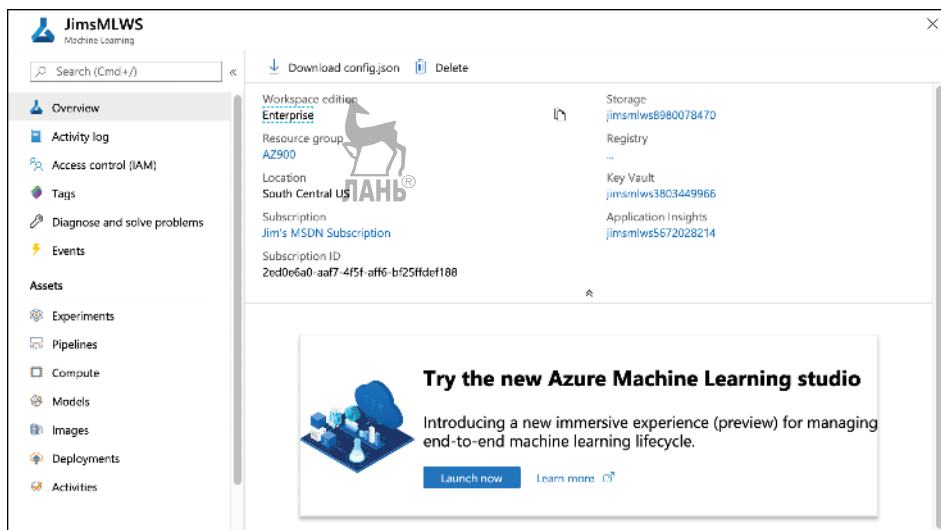 JimsMLWS
Machine Learning
Search (Cmd+/)
Overview
Activity log
Access control (IAM)
Tags
Diagnose and solve problems
Events
Assets
Experiments
Pipelines
Compute
Models
Images
Deployments
Activities
Download config.json
Delete
Workspace edition
Enterprise
Resource group
AZ900
Location
South Central US
Subscription
Jim's MSDN Subscription
Subscription ID
2ed0e6a0-aaf7-4f5f-aff6-bf25ffdef188
Storage
jimsmlws8980078470
Registry
...
Key Vault
jimsmlws3803449966
Application Insights
jimsmlws5672028214
ЛАНЬ®
Try the new Azure Machine Learning studio
Introducing a new immersive experience (preview) for managing
end-to-end machine learning lifecycle.
Launch now
Learn more